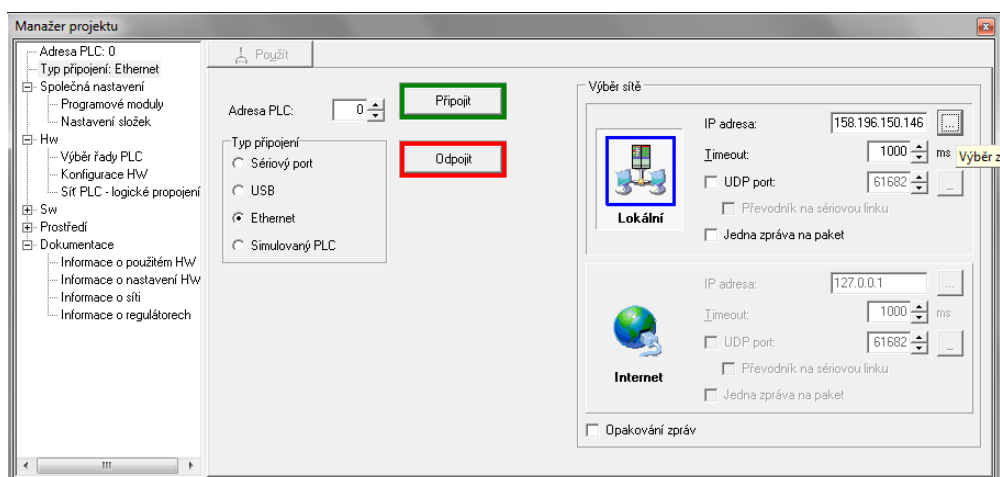 Manažer projektu
Adresa PLC: 0
Typ připojení: Ethernet
Společná nastavení
Programové moduly
Nastavení složek
Hw
Výběr řady PLC
Konfigurace HW
Síť PLC - logické propojení
Sw
Prostředí
Dokumentace
Informace o použitém HW
Informace o nastavení HW
Informace o síti
Informace o regulátorech
Použít
Adresa PLC: 0
Připojit
Odpojit
Typ připojení
Sériový port
USB
Ethernet
Simulovaný PLC
Výběr sítě
Lokální
IP adresa: 158.196.150.146 ...
Timeout: 1000 ms
Výběr z
UDP port: 61682 ...
Převodník na sériovou linku
Jedna zpráva na paket
Internet
IP adresa: 127.0.0.1 ...
Timeout: 1000 ms
UDP port: 61682 ...
Převodník na sériovou linku
Jedna zpráva na paket
Opakování zpráv